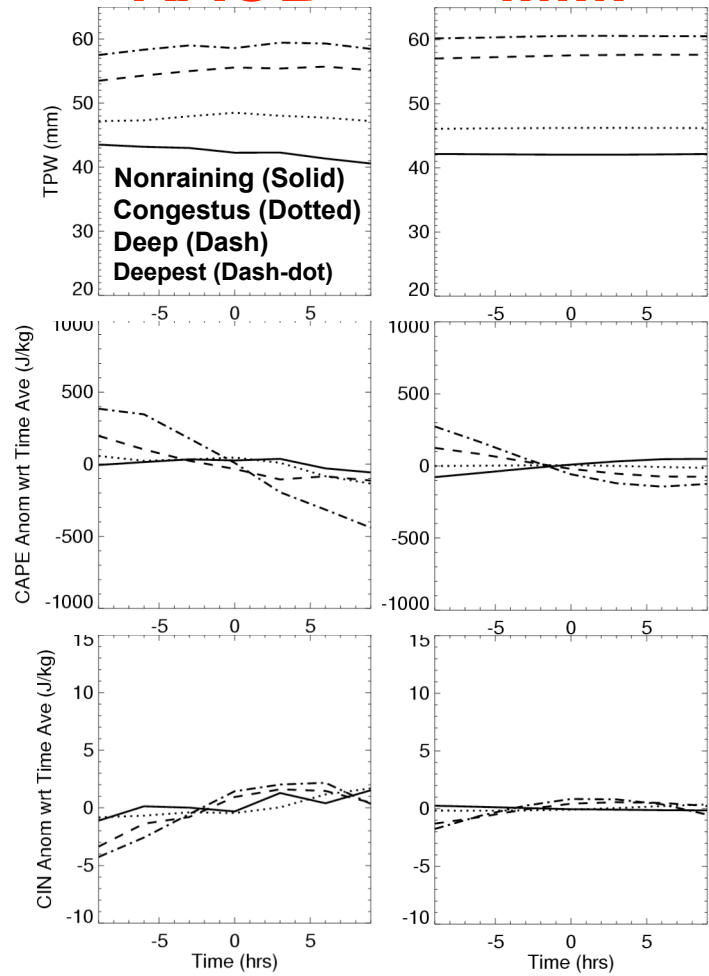 60
50
40
30
20
TPW (mm)
Nonraining (Solid)
Congestus (Dotted)
Deep (Dash)
Deepest (Dash-dot)
-5 0 5
60
50
40
30
20
-5 0 5
1000
500
0
-500
-1000
CAPE Anom wrt Time Ave (J/kg)
-5 0 5
1000
500
0
-500
-1000
-5 0 5
15
10
5
0
-5
-10
CIN Anom wrt Time Ave (J/kg)
-5 0 5
Time (hrs)
15
10
5
0
-5
-10
-5 0 5
Time (hrs)